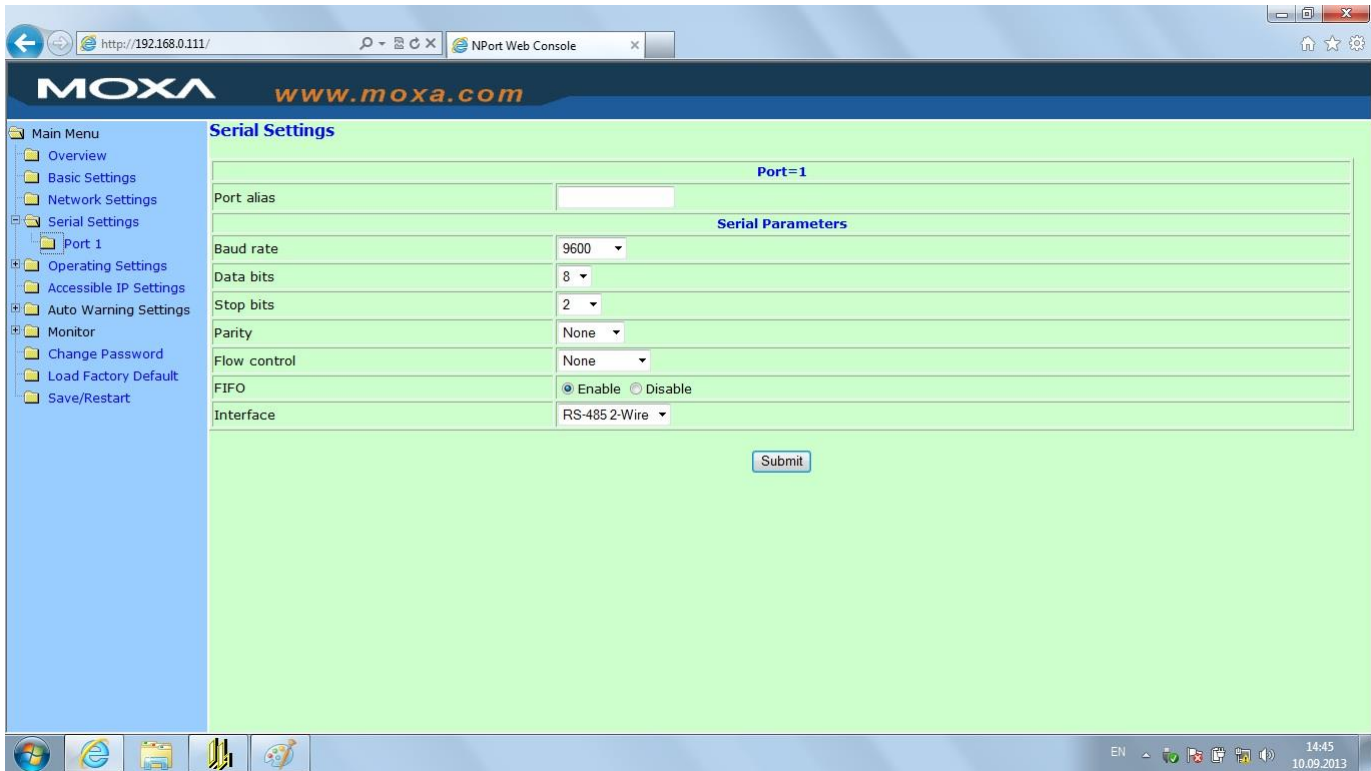 http://192.168.0.111/
NPort Web Console
MOXA www.moxa.com
Main Menu
Overview
Basic Settings
Network Settings
Serial Settings
Port 1
Operating Settings
Accessible IP Settings
Auto Warning Settings
Monitor
Change Password
Load Factory Default
Save/Restart
Serial Settings
Port=1
Port alias
Serial Parameters
Baud rate 9600
Data bits 8
Stop bits 2
Parity None
Flow control None
FIFO Enable Disable
Interface RS-485 2-Wire
Submit
EN
14:45
10.09.2013